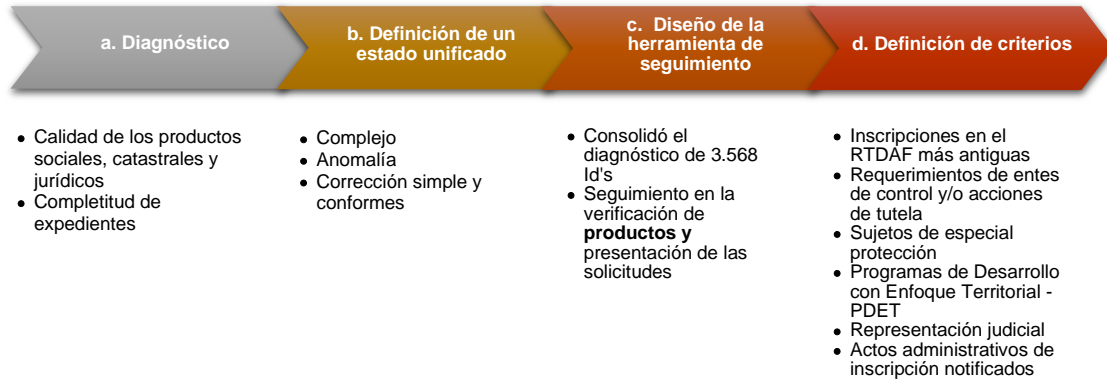 a. Diagnóstico
b. Definición de un
estado unificado
c. Diseño de la
herramienta de
seguimiento
d. Definición de criterios
• Calidad de los productos
sociales, catastrales y
jurídicos
• Completitud de
expedientes
• Complejo
• Anomalía
• Corrección simple y
conformes
• Consolidó el
diagnóstico de 3.568
Id's
• Seguimiento en la
verificación de
productos y
presentación de las
solicitudes
• Inscripciones en el
RTDAF más antiguas
• Requerimientos de entes
de control y/o acciones
de tutela
• Sujetos de especial
protección
• Programas de Desarrollo
con Enfoque Territorial -
PDET
• Representación judicial
• Actos administrativos de
inscripción notificados